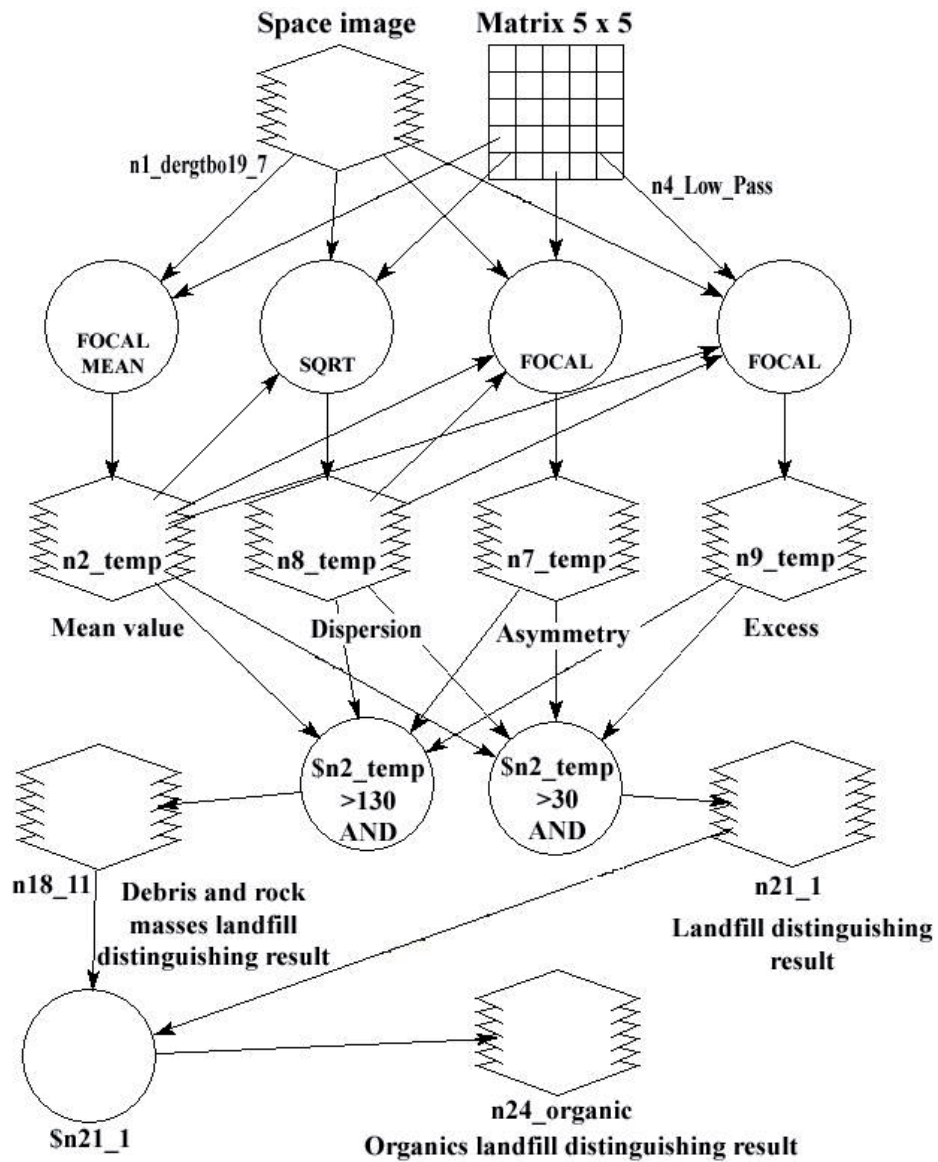 Space image
Matrix 5 x 5
n1_dergtbo19_7
n4_Low_Pass
FOCAL
MEAN
SQRT
FOCAL
FOCAL
n2_temp
n8_temp
n7_temp
n9_temp
Mean value
Dispersion
Asymmetry
Excess
$n2_temp
>130
AND
$n2_temp
>30
AND
n18_11
n21_1
Debris and rock
masses landfill
distinguishing result
Landfill distinguishing
result
$n21_1
n24_organic
Organics landfill distinguishing result